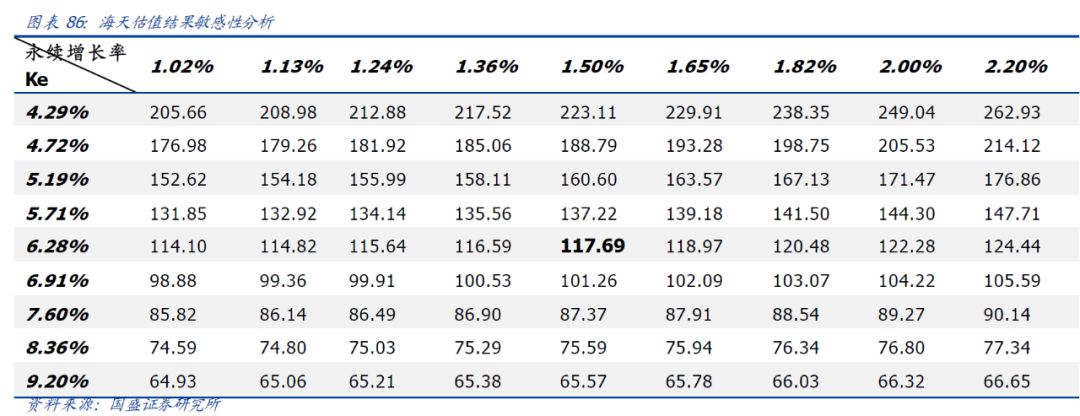 图表 86：海天估值结果敏感性分析
永续增长率
Ke 1.02% 1.13% 1.24% 1.36% 1.50% 1.65% 1.82% 2.00% 2.20%
4.29% 205.66 208.98 212.88 217.52 223.11 229.91 238.35 249.04 262.93
4.72% 176.98 179.26 181.92 185.06 188.79 193.28 198.75 205.53 214.12
5.19% 152.62 154.18 155.99 158.11 160.60 163.57 167.13 171.47 176.86
5.71% 131.85 132.92 134.14 135.56 137.22 139.18 141.50 144.30 147.71
6.28% 114.10 114.82 115.64 116.59 117.69 118.97 120.48 122.28 124.44
6.91% 98.88 99.36 99.91 100.53 101.26 102.09 103.07 104.22 105.59
7.60% 85.82 86.14 86.49 86.90 87.37 87.91 88.54 89.27 90.14
8.36% 74.59 74.80 75.03 75.29 75.59 75.94 76.34 76.80 77.34
9.20% 64.93 65.06 65.21 65.38 65.57 65.78 66.03 66.32 66.65
资料来源：国盛证券研究所